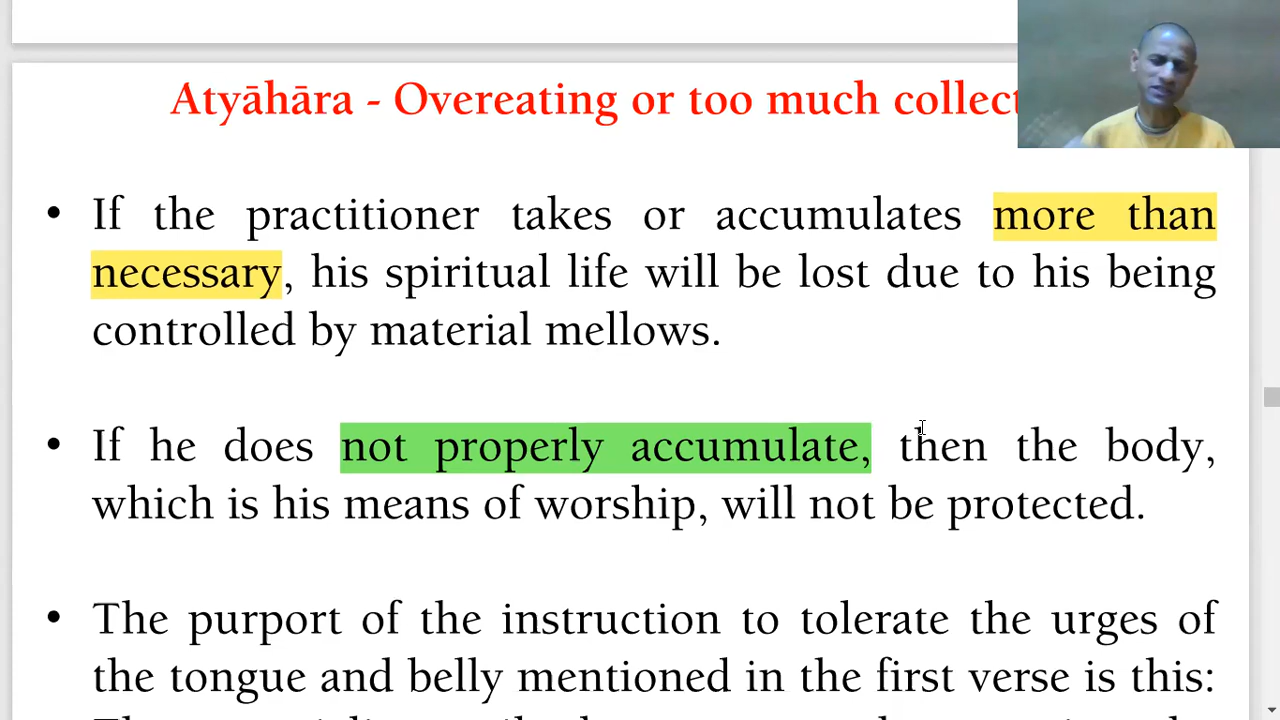 Atyāhāra - Overeating or too much collect
• If the practitioner takes or accumulates more than
necessary, his spiritual life will be lost due to his being
controlled by material mellows.
• If he does not properly accumulate, then the body,
which is his means of worship, will not be protected.
• The purport of the instruction to tolerate the urges of
the tongue and belly mentioned in the first verse is this: